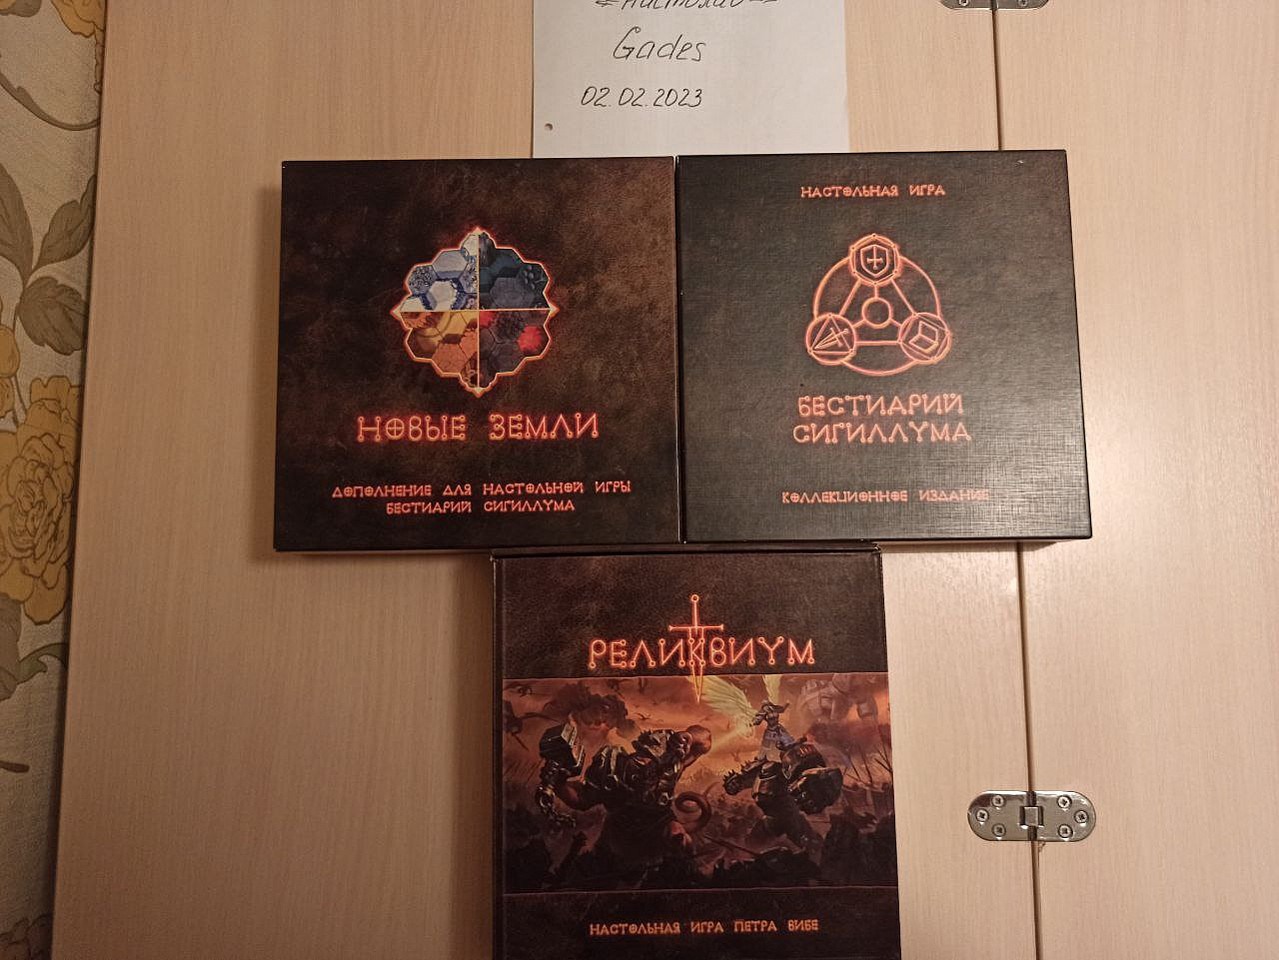 Gades
02.02.2023
НОВЫЕ ЗЕМЛИ
ДОПОЛНЕНИЕ ДЛЯ НАСТОЛЬНОЙ ИГРЫ
БЕСТИАРИЙ СИГИЛЛУМА
НАСТОЛЬНАЯ ИГРА
БЕСТИАРИЙ
СИГИЛЛУМА
КОЛЛЕКЦИОННОЕ ИЗДАНИЕ
РЕЛИКВИУМ
НАСТОЛЬНАЯ ИГРА ПЕТРА ВИБЕ